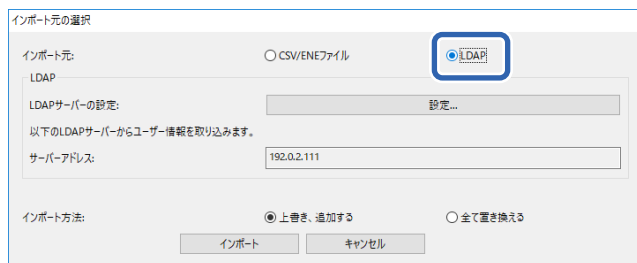 インポート元の選択
インポート元: CSV/ENEファイル LDAP
LDAP
LDAPサーバーの設定: 設定...
以下のLDAPサーバーからユーザー情報を取り込みます。
サーバーアドレス: 192.0.2.111
インポート方法: 上書き、追加する 全て置き換える
インポート キャンセル